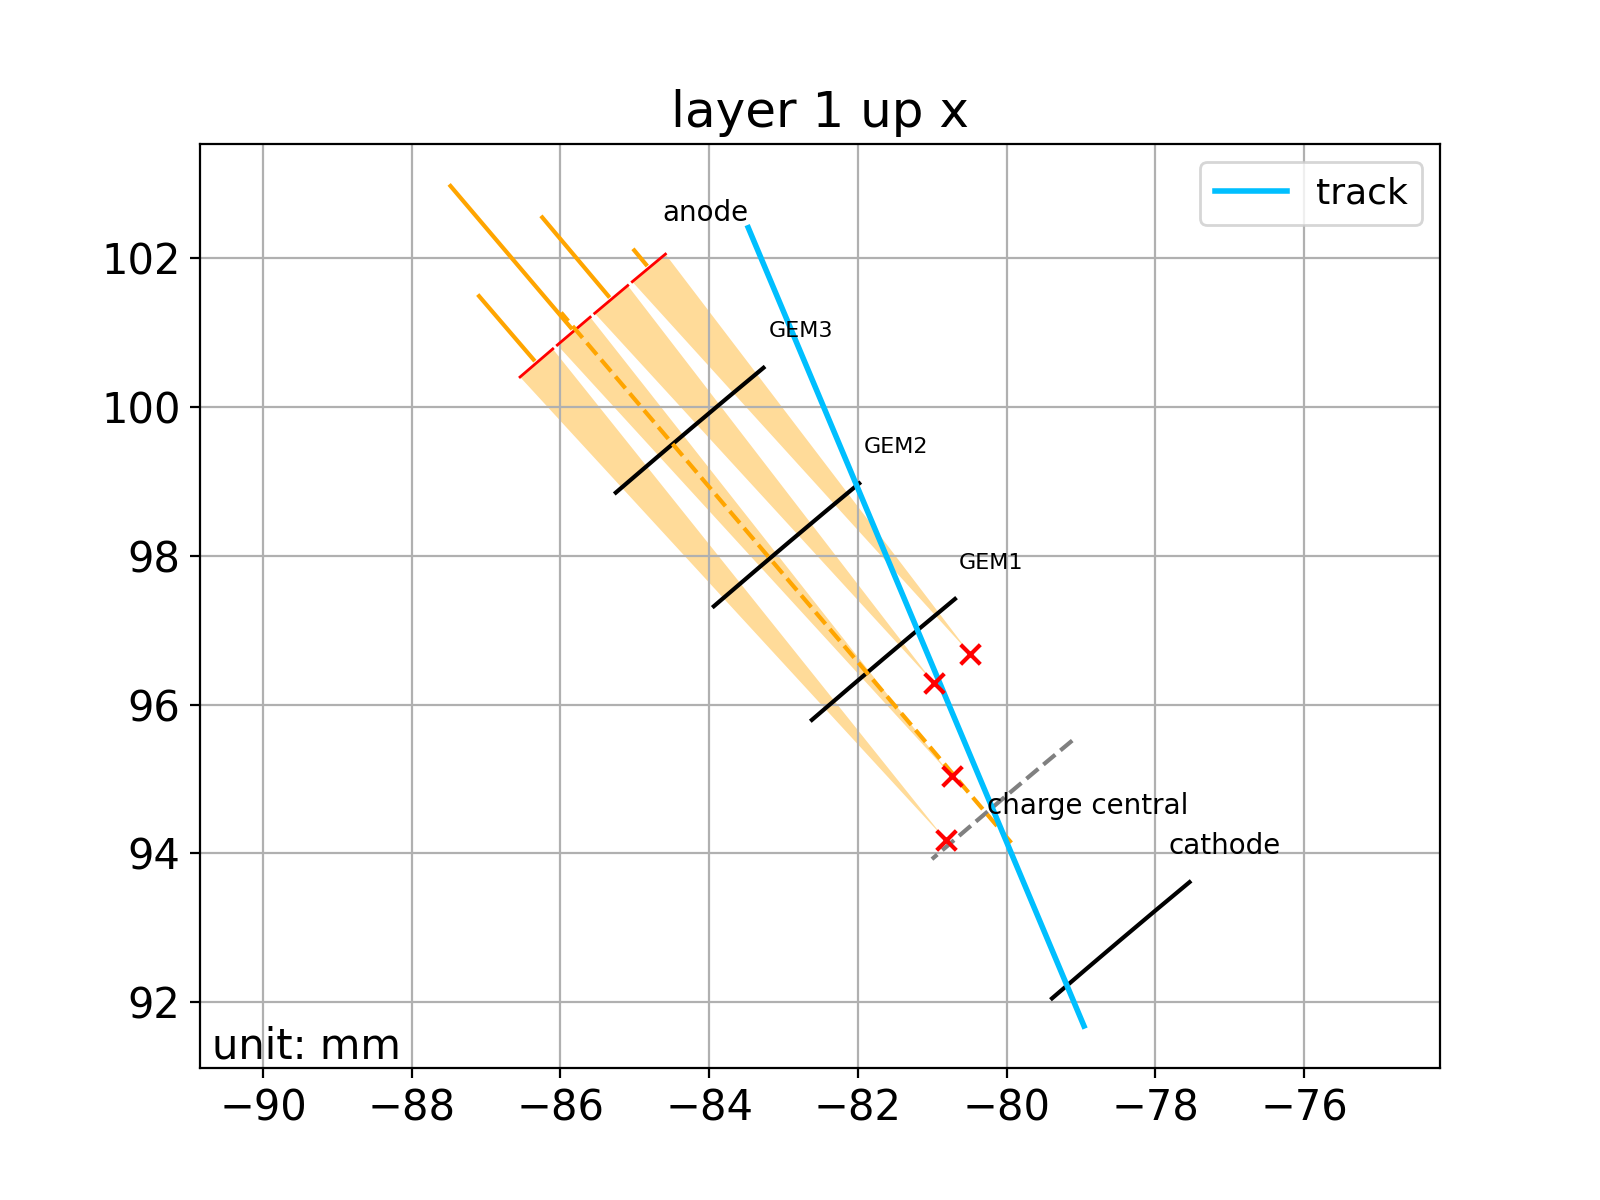 layer 1 up x
track
anode
GEM3
GEM2
GEM1
charge central
cathode
unit: mm
102
100
98
96
94
92
−90 −88 −86 −84 −82 −80 −78 −76